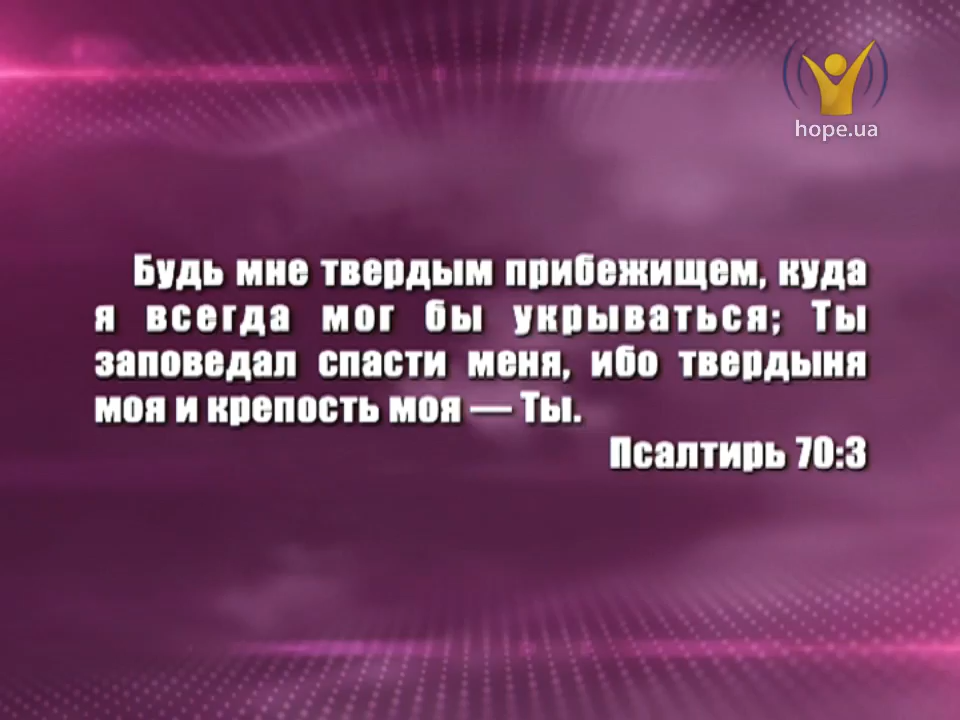 hope.ua
Будь мне твердым прибежищем, куда
я всегда мог бы укрываться; Ты
заповедал спасти меня, ибо твердыня
моя и крепость моя — Ты.
Псалтирь 70:3